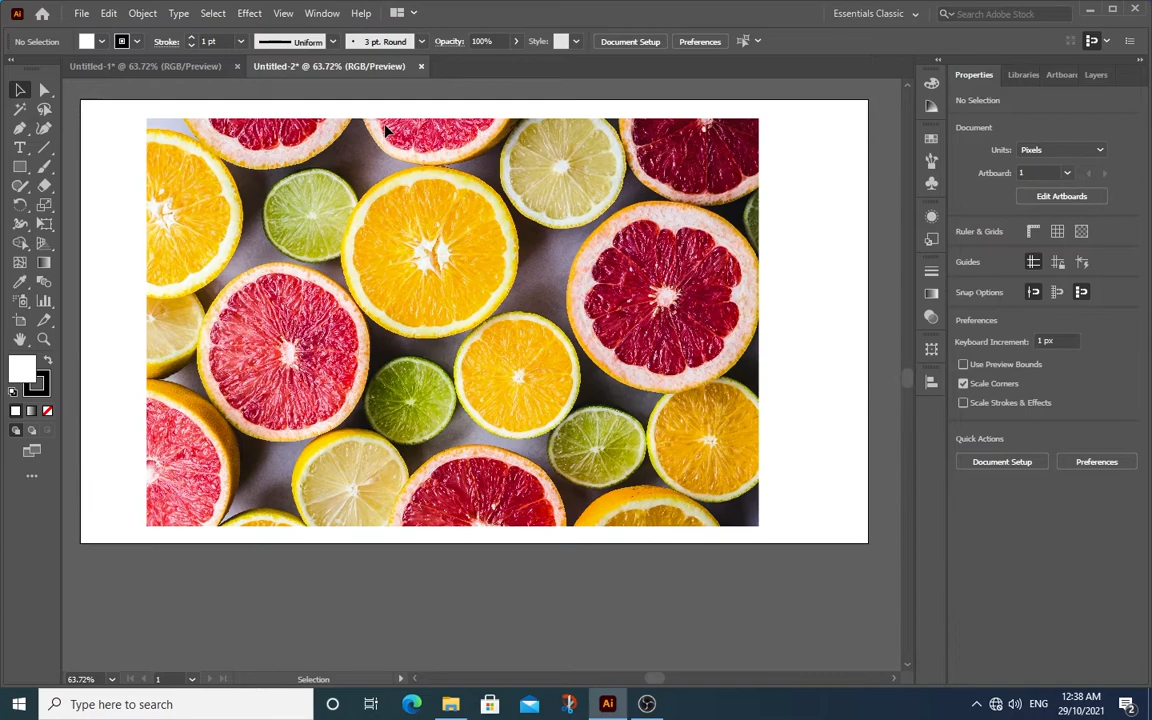 Ai File Edit Object Type Select Effect View Window Help Essentials Classic Search Adobe Stock
No Selection Stroke: 1 pt Uniform 3 pt. Round Opacity: 100% Style: Document Setup Preferences
Untitled-1* @ 63.72% (RGB/Preview) Untitled-2* @ 63.72% (RGB/Preview)
Properties Libraries Artboar Layers
No Selection
Document
Units: Pixels
Artboard: 1
Edit Artboards
Ruler & Grids
Guides
Snap Options
Preferences
Keyboard Increment: 1 px
Use Preview Bounds
Scale Corners
Scale Strokes & Effects
Quick Actions
Document Setup Preferences
63.72% 1 Selection
Type here to search Ai ENG 12:38 AM
29/10/2021 2